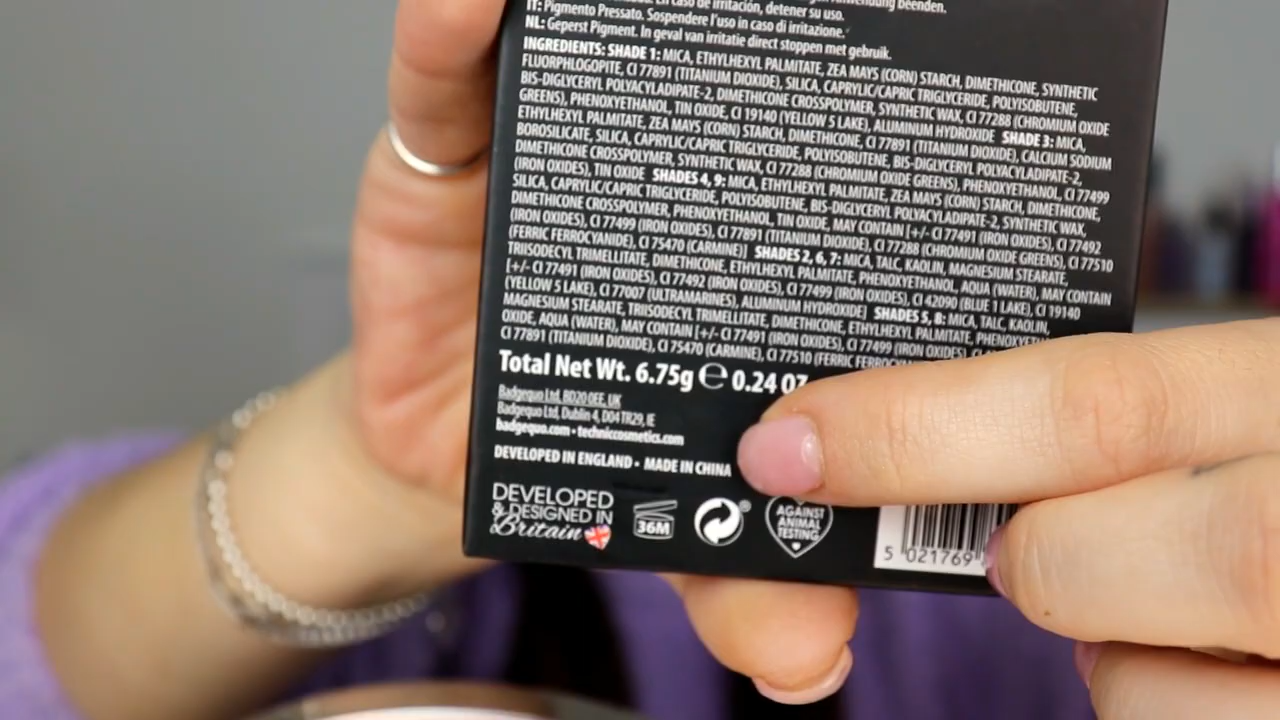 En caso de irritación, detener su uso.
IT: Pigmento Pressato. Sospendere l'uso in caso di irritazione.
NL: Geperst Pigment. In geval van irritatie direct stoppen met gebruik.
INGREDIENTS: SHADE 1: MICA, ETHYLHEXYL PALMITATE, ZEA MAYS (CORN) STARCH, DIMETHICONE, SYNTHETIC
FLUORPHLOGOPITE, CI 77891 (TITANIUM DIOXIDE), SILICA, CAPRYLIC/CAPRIC TRIGLYCERIDE, POLYISOBUTENE,
BIS-DIGLYCERYL POLYACYLADIPATE-2, DIMETHICONE CROSSPOLYMER, SYNTHETIC WAX, CI 77288 (CHROMIUM OXIDE
GREENS), PHENOXYETHANOL, TIN OXIDE, CI 19140 (YELLOW 5 LAKE), ALUMINUM HYDROXIDE SHADE 3: MICA,
ETHYLHEXYL PALMITATE, ZEA MAYS (CORN) STARCH, DIMETHICONE, CI 77891 (TITANIUM DIOXIDE), CALCIUM SODIUM
BOROSILICATE, SILICA, CAPRYLIC/CAPRIC TRIGLYCERIDE, POLYISOBUTENE, BIS-DIGLYCERYL POLYACYLADIPATE-2,
DIMETHICONE CROSSPOLYMER, SYNTHETIC WAX, CI 77288 (CHROMIUM OXIDE GREENS), PHENOXYETHANOL, CI 77499
(IRON OXIDES), TIN OXIDE SHADES 4, 9: MICA, ETHYLHEXYL PALMITATE, ZEA MAYS (CORN) STARCH, DIMETHICONE,
SILICA, CAPRYLIC/CAPRIC TRIGLYCERIDE, POLYISOBUTENE, BIS-DIGLYCERYL POLYACYLADIPATE-2, SYNTHETIC WAX,
DIMETHICONE CROSSPOLYMER, PHENOXYETHANOL, TIN OXIDE, MAY CONTAIN [+/- CI 77491 (IRON OXIDES), CI 77492
(IRON OXIDES), CI 77499 (IRON OXIDES), CI 77891 (TITANIUM DIOXIDE), CI 77288 (CHROMIUM OXIDE GREENS), CI 77510
(FERRIC FERROCYANIDE), CI 75470 (CARMINE)] SHADES 2, 6, 7: MICA, TALC, KAOLIN, MAGNESIUM STEARATE,
TRIISODECYL TRIMELLITATE, DIMETHICONE, ETHYLHEXYL PALMITATE, PHENOXYETHANOL, AQUA (WATER), MAY CONTAIN
[+/- CI 77491 (IRON OXIDES), CI 77492 (IRON OXIDES), CI 77499 (IRON OXIDES), CI 42090 (BLUE 1 LAKE), CI 19140
(YELLOW 5 LAKE), CI 77007 (ULTRAMARINES), ALUMINUM HYDROXIDE] SHADES 5, 8: MICA, TALC, KAOLIN,
MAGNESIUM STEARATE, TRIISODECYL TRIMELLITATE, DIMETHICONE, ETHYLHEXYL PALMITATE,
OXIDE, AQUA (WATER), MAY CONTAIN [+/- CI 77491 (IRON OXIDES), CI 77499 (IRON OXIDES),
CI 77891 (TITANIUM DIOXIDE), CI 75470 (CARMINE), CI 77510 (FERRIC
Total Net Wt. 6.75g ℮ 0.24 OZ
Badgequo Ltd, BD20 0EF, UK
Badgequo Ltd, Dublin 4, D04 TR29, IE
badgequo.com • techniccosmetics.com
DEVELOPED IN ENGLAND • MADE IN CHINA
DEVELOPED
& DESIGNED IN
Britain
36M
®
AGAINST
ANIMAL
TESTING
5 021769